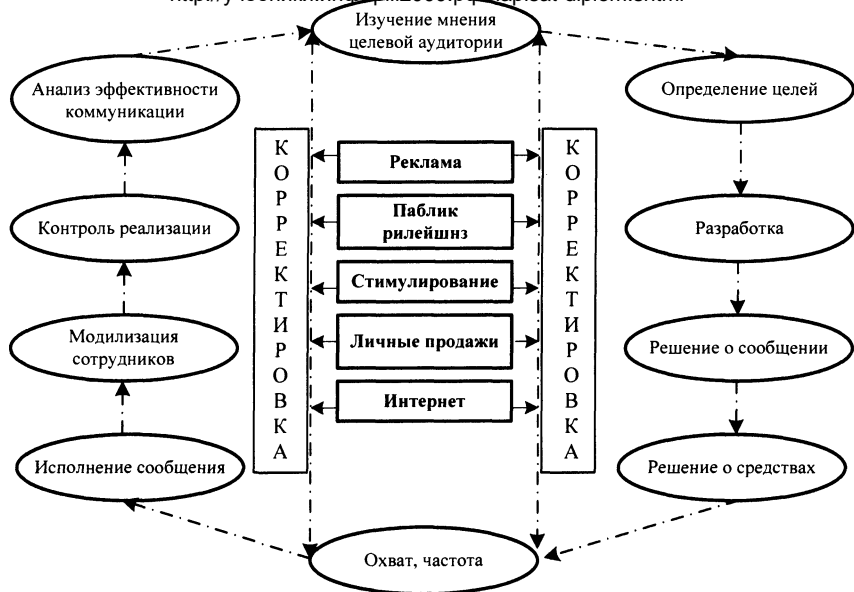 Изучение мнения
целевой аудитории
Анализ эффективности
коммуникации
Определение целей
К
О
Р
Р
Е
К
Т
И
Р
О
В
К
А
Реклама
Паблик
рилейшнз
Стимулирование
Личные продажи
Интернет
К
О
Р
Р
Е
К
Т
И
Р
О
В
К
А
Контроль реализации
Разработка
Модилизация
сотрудников
Решение о сообщении
Исполнение сообщения
Решение о средствах
Охват, частота